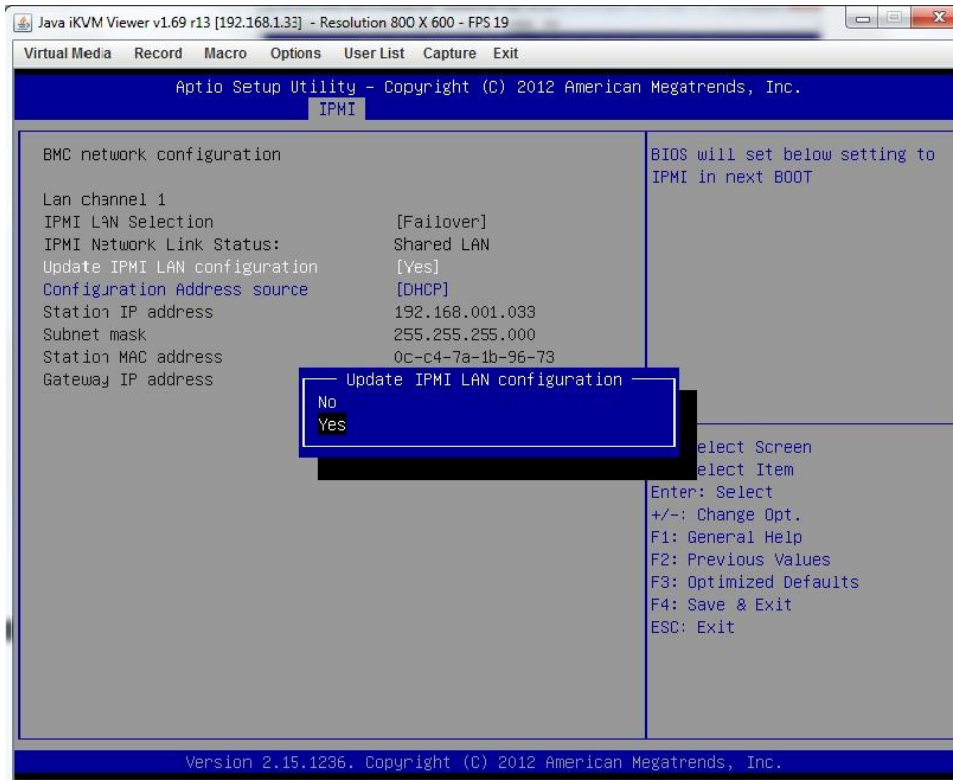 Java iKVM Viewer v1.69 r13 [192.168.1.33] - Resolution 800 X 600 - FPS 19
Virtual Media Record Macro Options User List Capture Exit
Aptio Setup Utility - Copyright (C) 2012 American Megatrends, Inc.
IPMI
BMC network configuration
Lan channel 1
IPMI LAN Selection [Failover]
IPMI Network Link Status: Shared LAN
Update IPMI LAN configuration [Yes]
Configuration Address source [DHCP]
Station IP address 192.168.001.033
Subnet mask 255.255.255.000
Station MAC address 0c-c4-7a-1b-96-73
Gateway IP address
Update IPMI LAN configuration
No
Yes
BIOS will set below setting to
IPMI in next BOOT
elect Screen
elect Item
Enter: Select
+/-: Change Opt.
F1: General Help
F2: Previous Values
F3: Optimized Defaults
F4: Save & Exit
ESC: Exit
Version 2.15.1236. Copyright (C) 2012 American Megatrends, Inc.